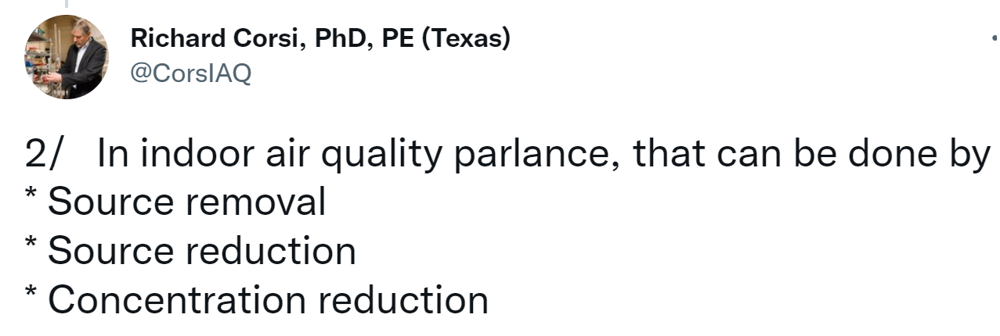 Richard Corsi, PhD, PE (Texas)
@CorsIAQ
2/   In indoor air quality parlance, that can be done by
* Source removal
* Source reduction
* Concentration reduction